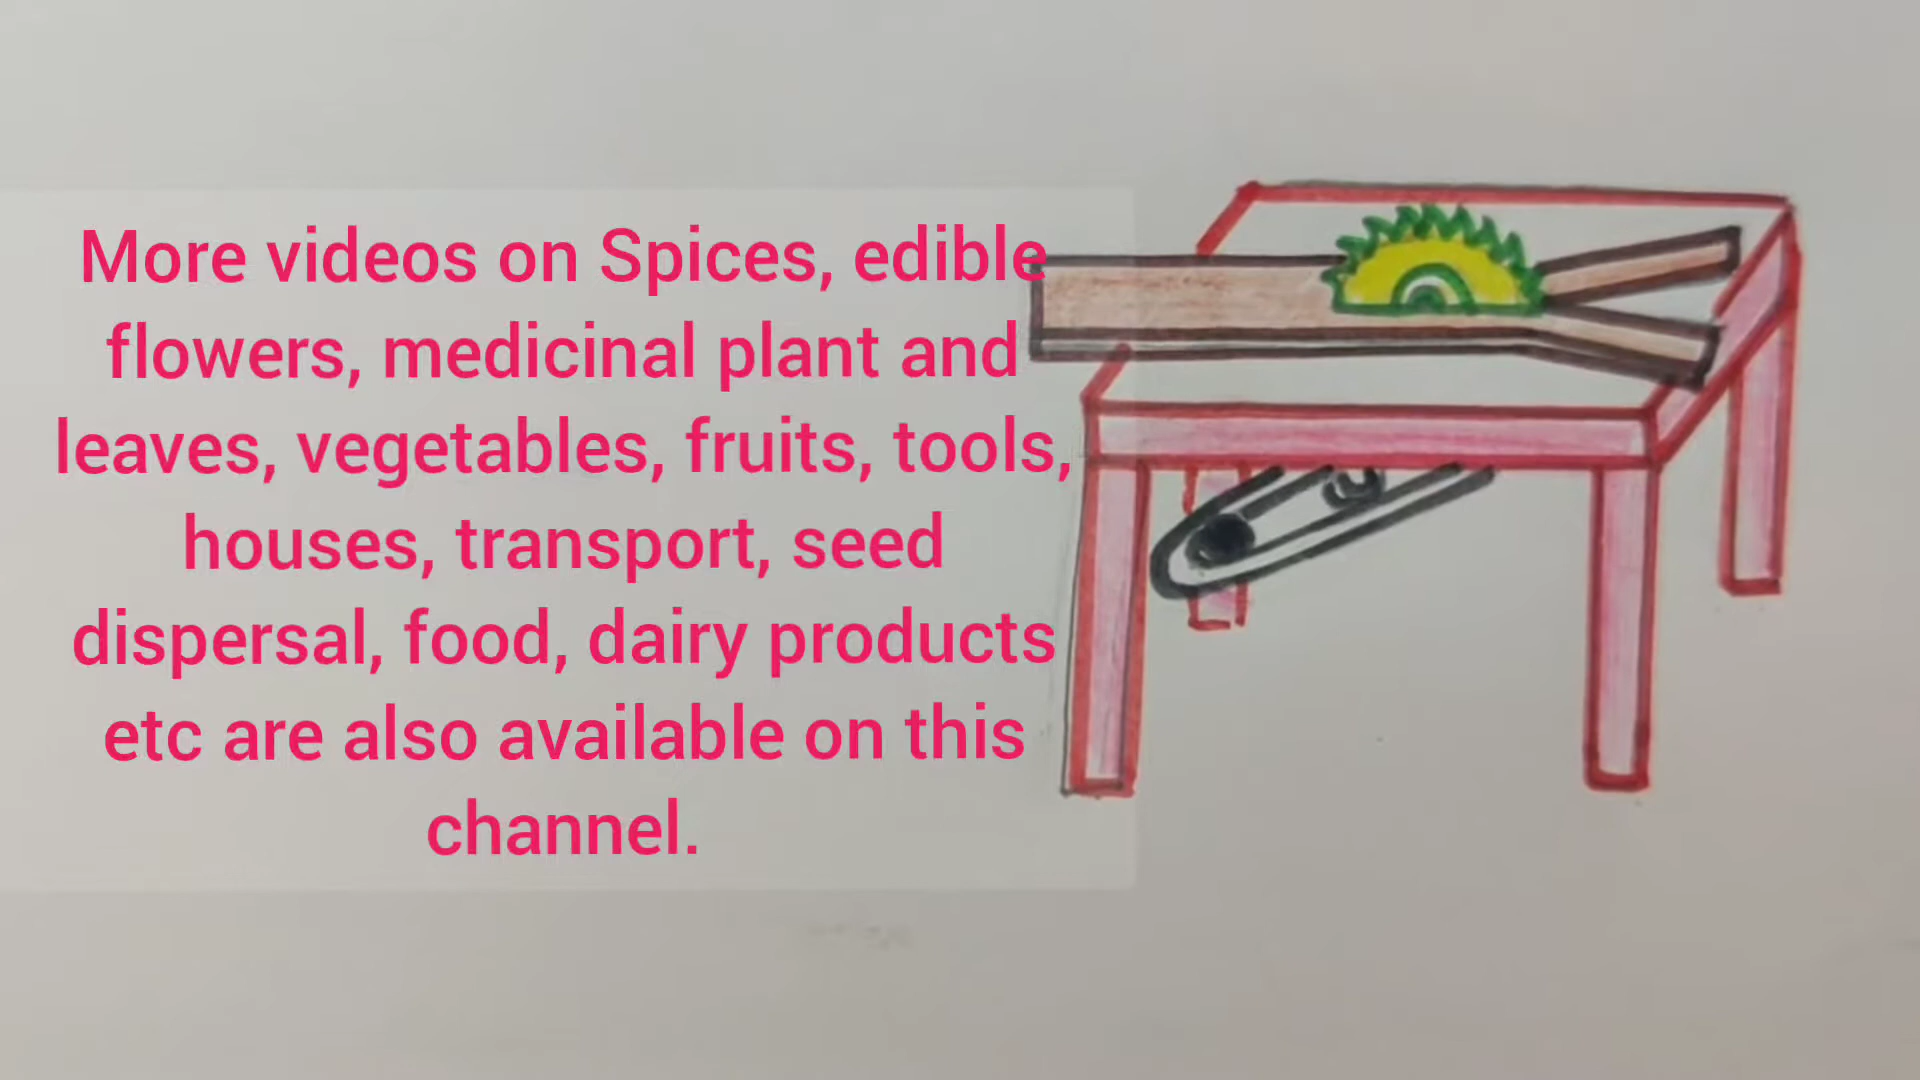 More videos on Spices, edible
flowers, medicinal plant and
leaves, vegetables, fruits, tools,
houses, transport, seed
dispersal, food, dairy products
etc are also available on this
channel.